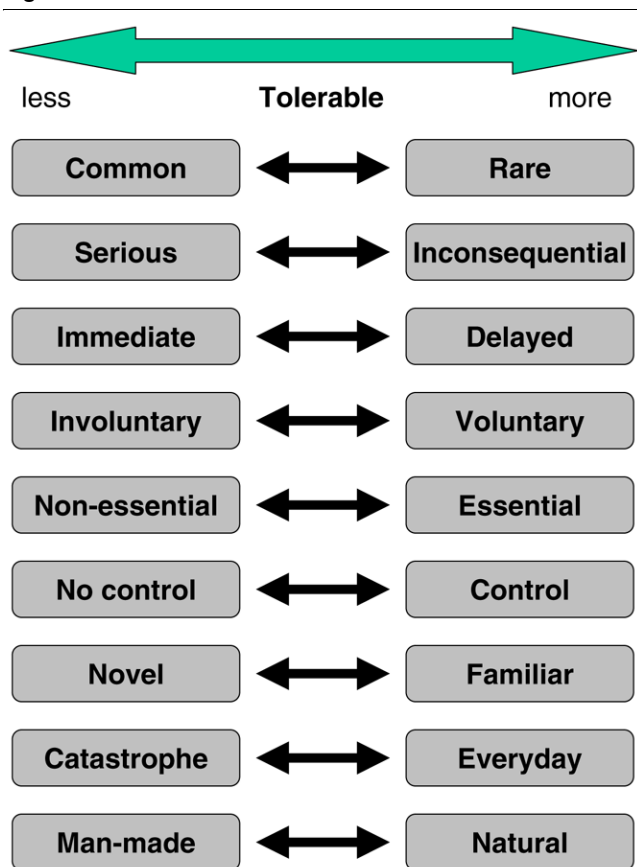 less Tolerable more
Common Rare
Serious Inconsequential
Immediate Delayed
Involuntary Voluntary
Non-essential Essential
No control Control
Novel Familiar
Catastrophe Everyday
Man-made Natural